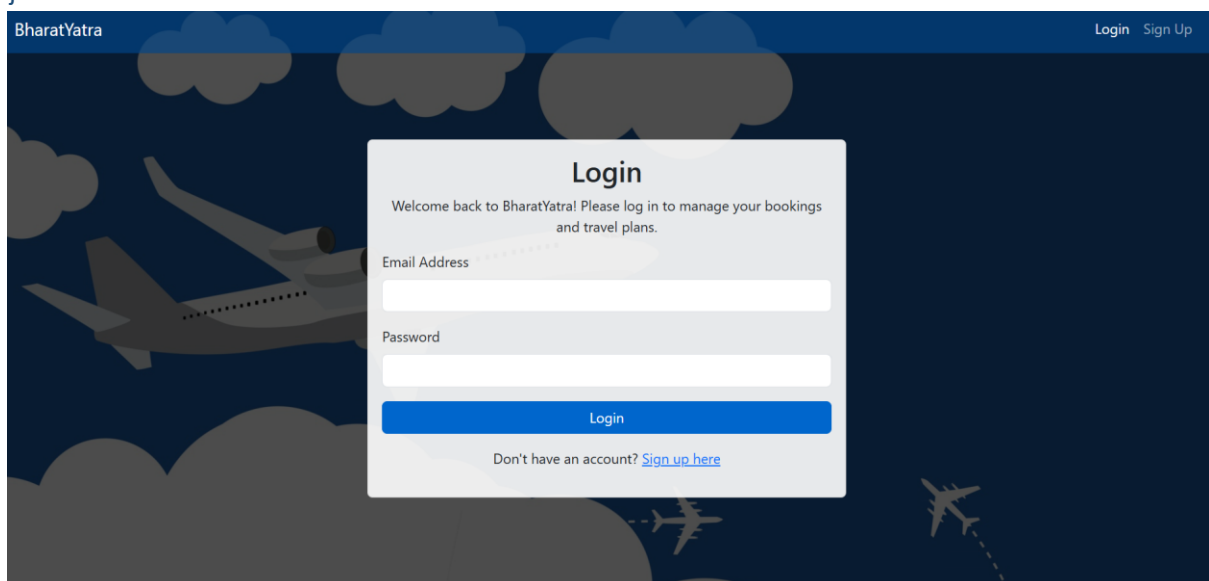 BharatYatra
Login Sign Up
Login
Welcome back to BharatYatra! Please log in to manage your bookings
and travel plans.
Email Address
Password
Login
Don't have an account? Sign up here